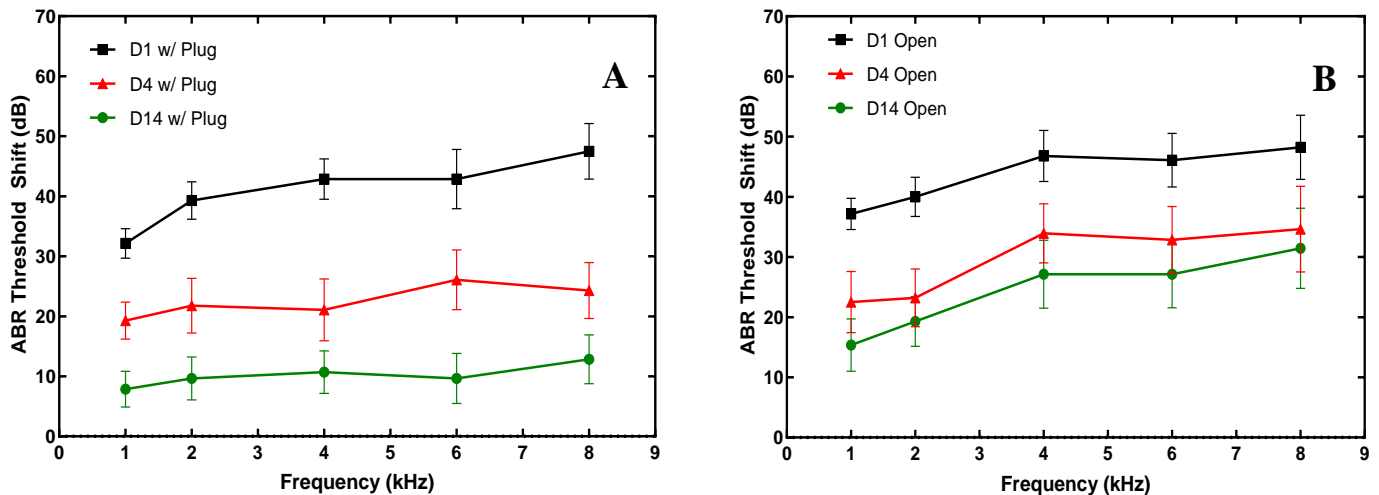 70
60
50
40
30
20
10
0
ABR Threshold Shift (dB)
D1 w/ Plug
D4 w/ Plug
D14 w/ Plug
A
0 1 2 3 4 5 6 7 8 9
Frequency (kHz)
70
60
50
40
30
20
10
0
ABR Threshold Shift (dB)
D1 Open
D4 Open
D14 Open
B
0 1 2 3 4 5 6 7 8 9
Frequency (kHz)